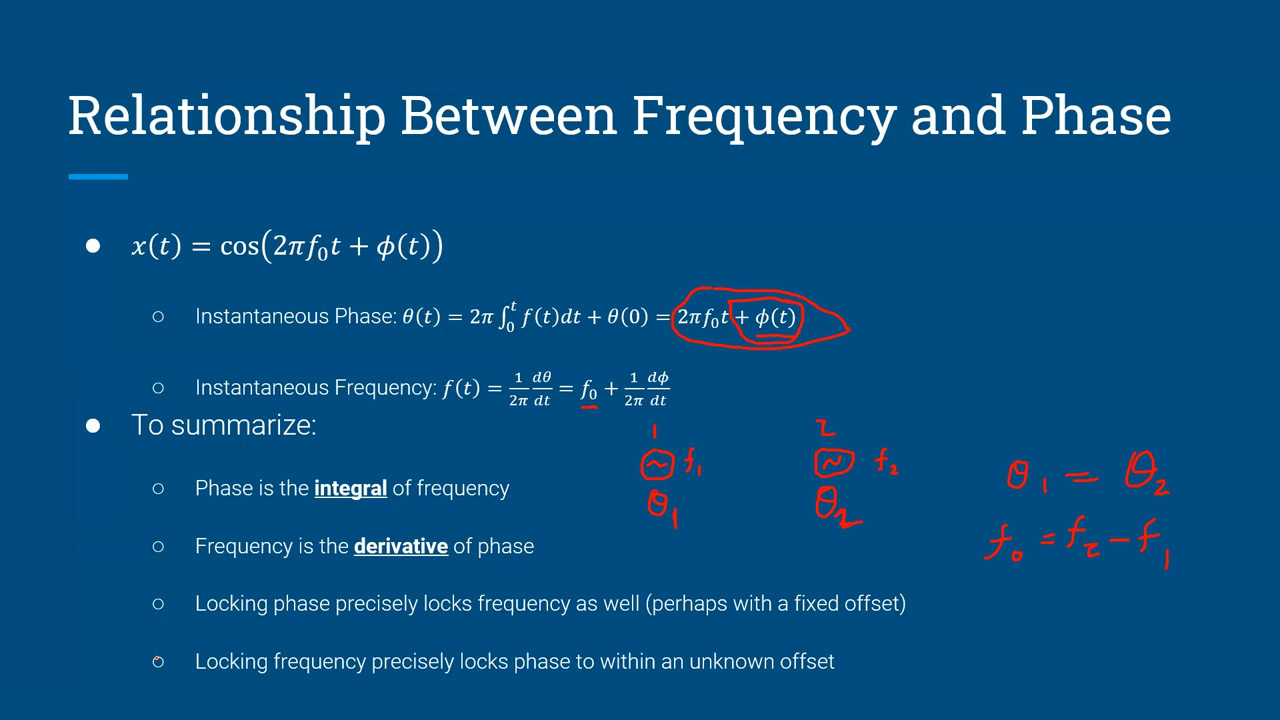 Relationship Between Frequency and Phase
● x(t) = cos(2πf₀t + ϕ(t))
○ Instantaneous Phase: θ(t) = 2π ∫₀ᵗ f(t)dt + θ(0) = 2πf₀t + ϕ(t)
○ Instantaneous Frequency: f(t) = 1/2π dθ/dt = f₀ + 1/2π dϕ/dt
● To summarize:
1 2
~ f₁ ~ f₂
θ₁ θ₂
θ₁ = θ₂
f₀ = f₂ − f₁
○ Phase is the integral of frequency
○ Frequency is the derivative of phase
○ Locking phase precisely locks frequency as well (perhaps with a fixed offset)
○ Locking frequency precisely locks phase to within an unknown offset